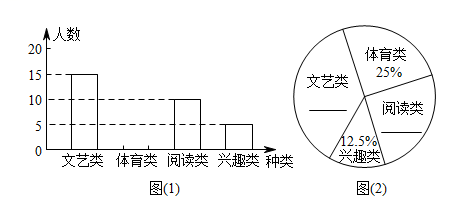 人数
20
15
10
5
0
文艺类 体育类 阅读类 兴趣类 种类
图(1)
体育类
25%
文艺类
阅读类
12.5%
兴趣类
图(2)